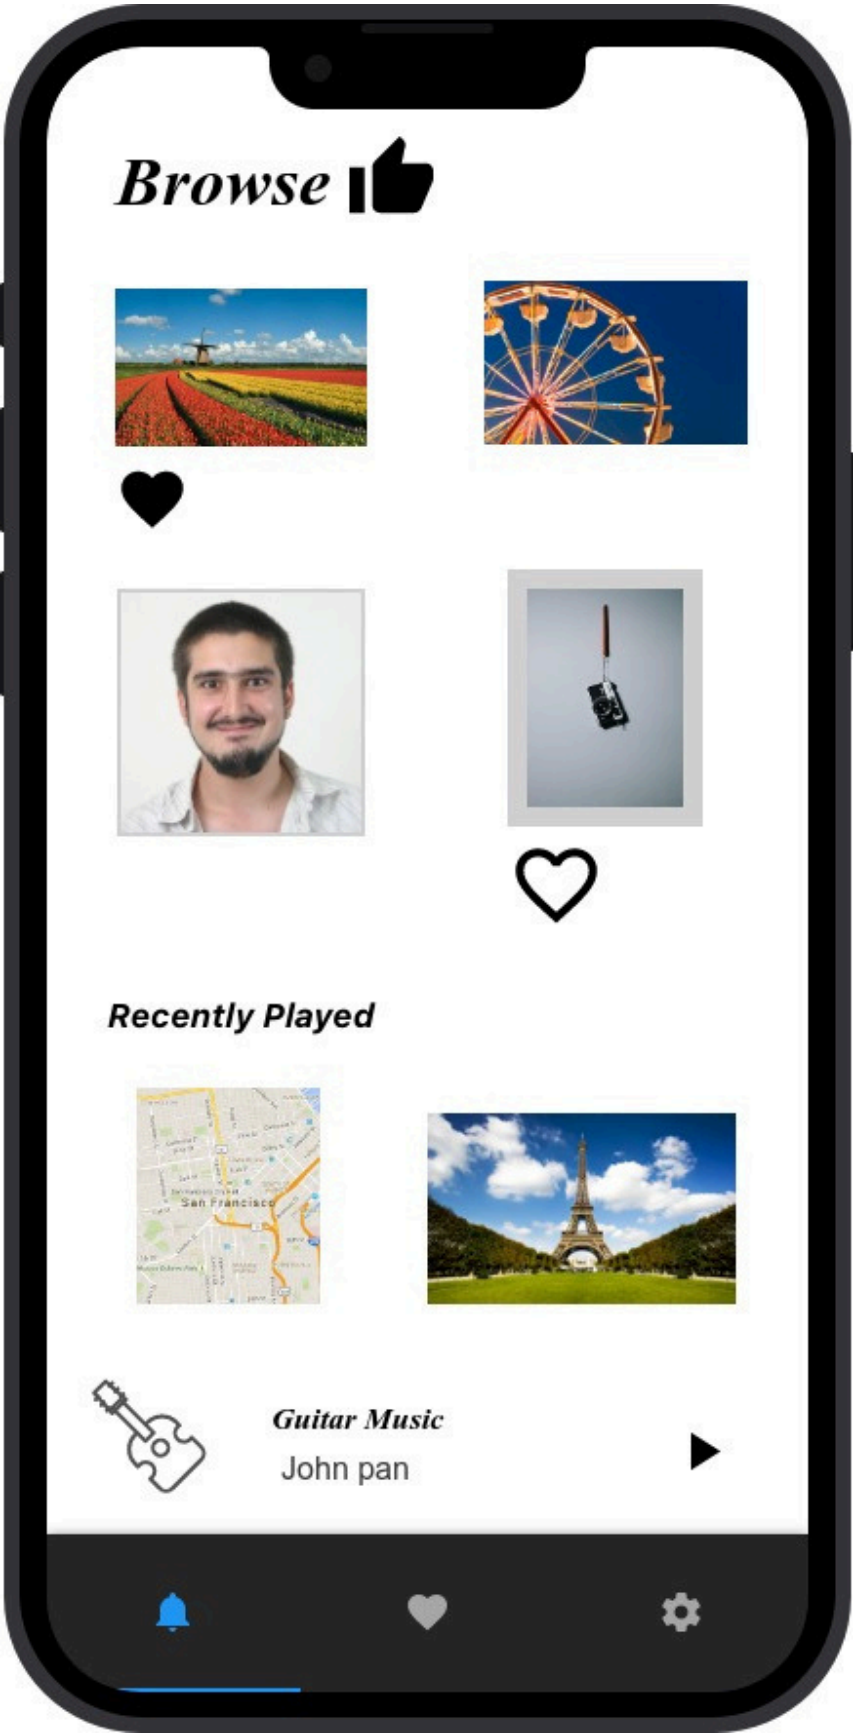 Browse
Recently Played
San Francisco
Guitar Music
John pan